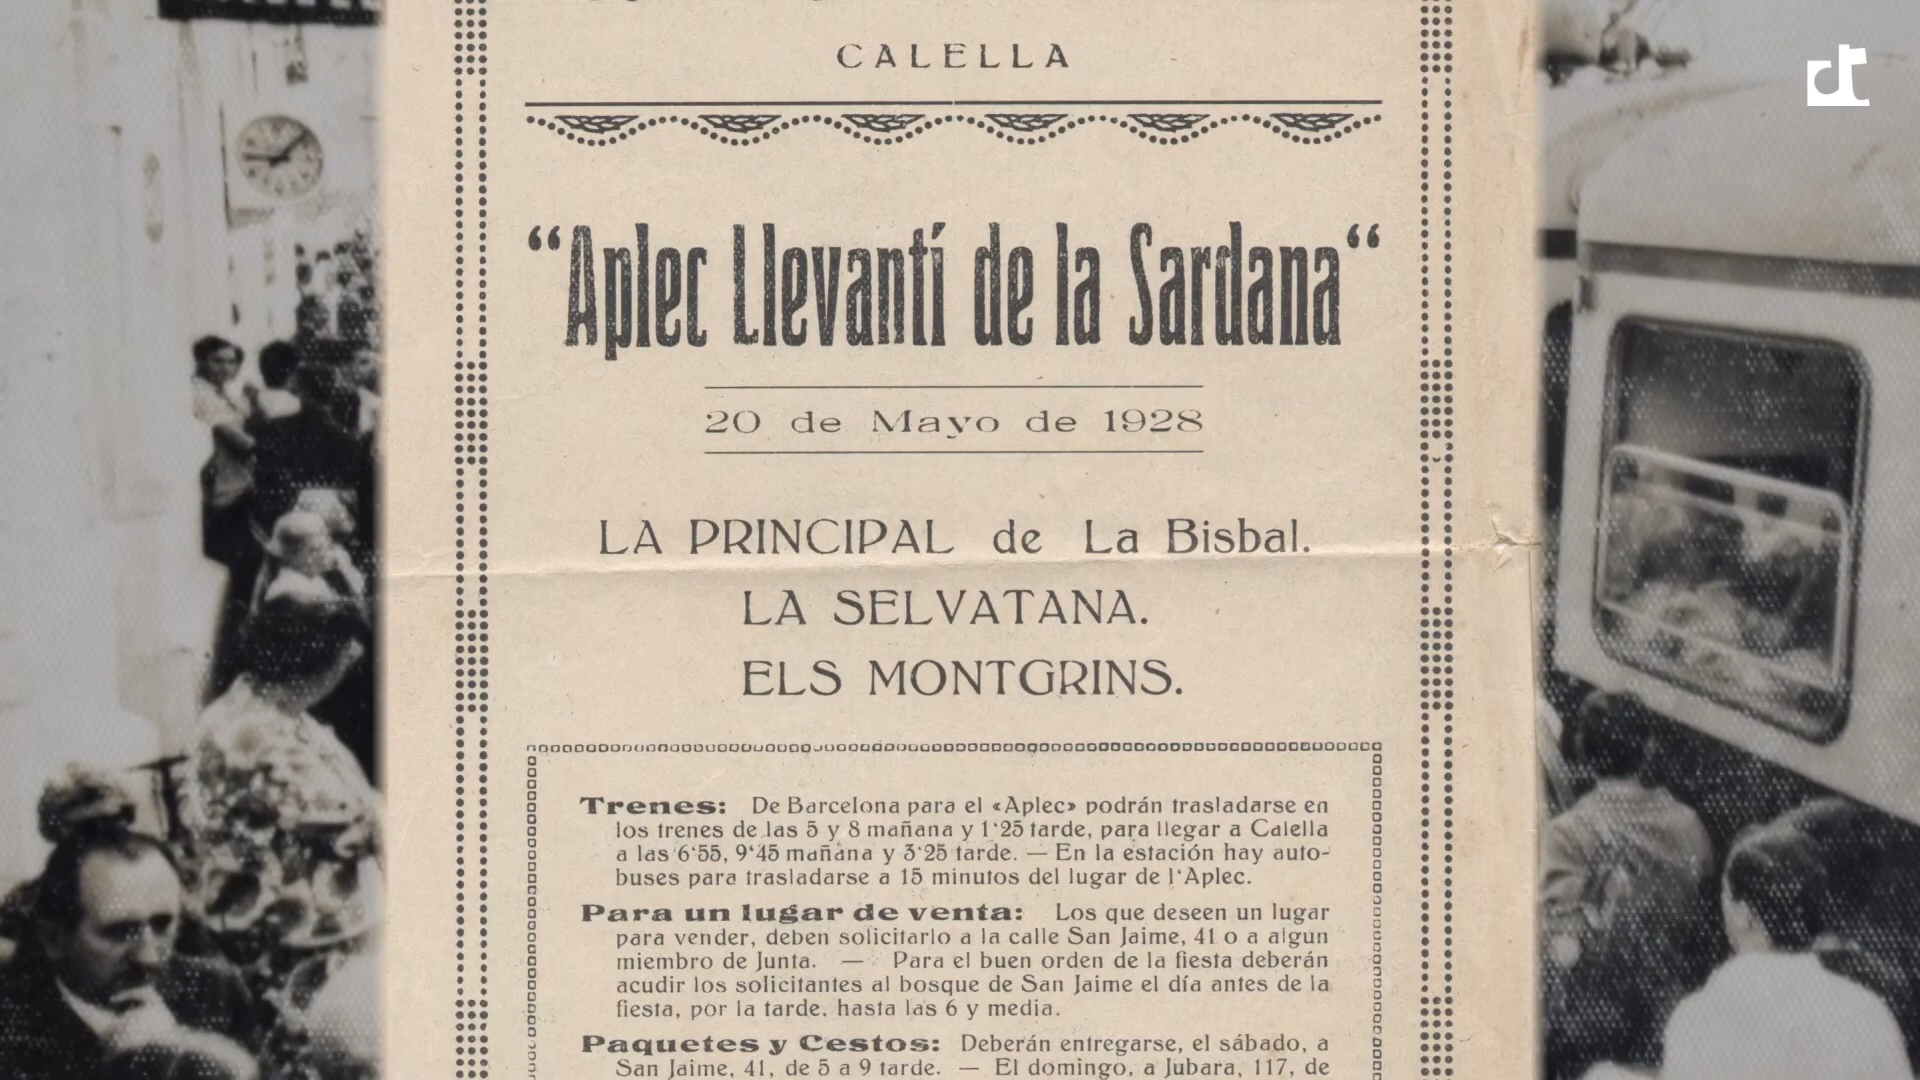 CALELLA
“Aplec Llevantí de la Sardana“
20 de Mayo de 1928
LA PRINCIPAL de La Bisbal.
LA SELVATANA.
ELS MONTGRINS.
Trenes: De Barcelona para el «Aplec» podrán trasladarse en
los trenes de las 5 y 8 mañana y 1‘25 tarde, para llegar a Calella
a las 6‘55, 9‘45 mañana y 3‘25 tarde. — En la estación hay auto-
buses para trasladarse a 15 minutos del lugar de l‘Aplec.
Para un lugar de venta: Los que deseen un lugar
para vender, deben solicitarlo a la calle San Jaime, 41 o a algun
miembro de Junta. — Para el buen orden de la fiesta deberán
acudir los solicitantes al bosque de San Jaime el día antes de la
fiesta, por la tarde, hasta las 6 y media.
Paquetes y Cestos: Deberán entregarse, el sábado, a
San Jaime, 41, de 5 a 9 tarde. — El domingo, a Jubara, 117, de